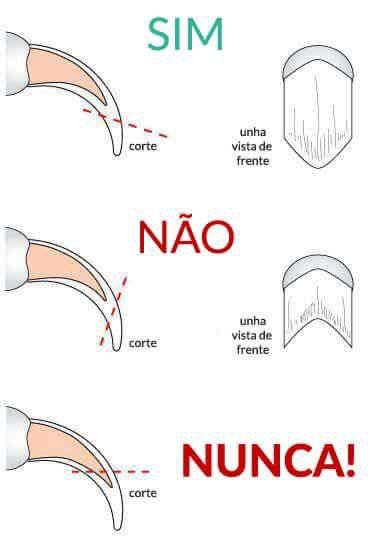 SIM
corte
unha
vista de
frente
NÃO
corte
unha
vista de
frente
NUNCA!
corte